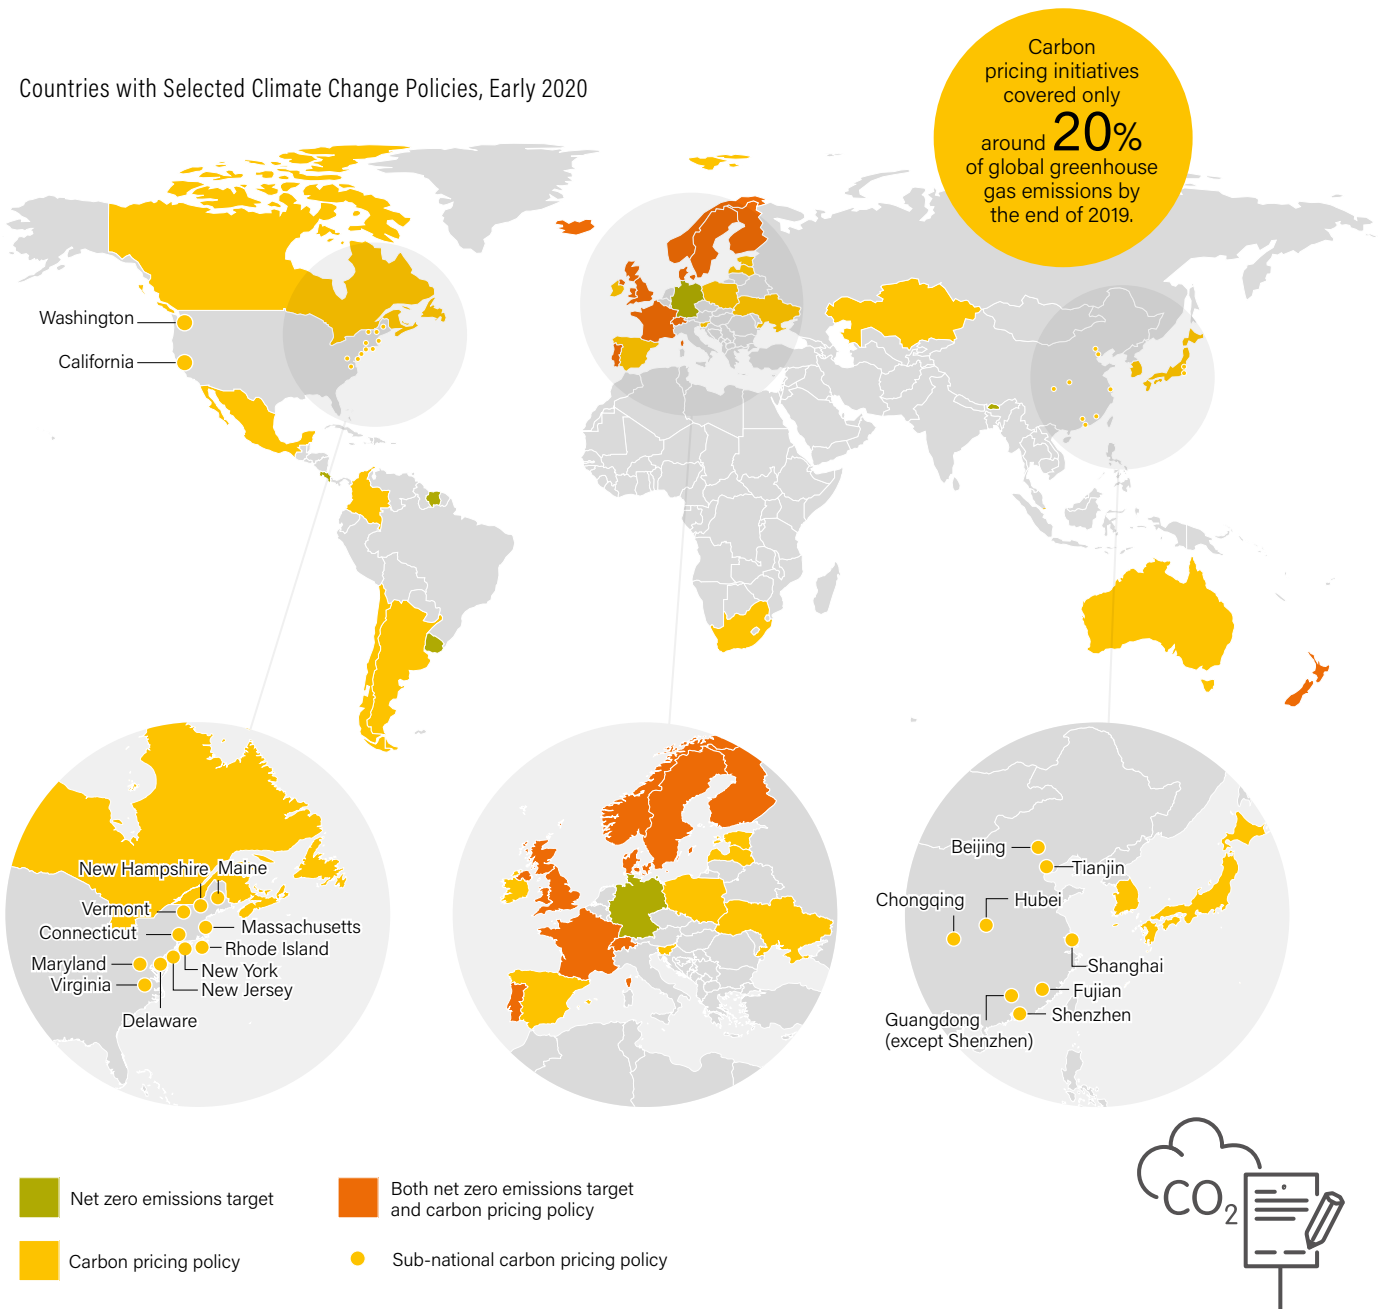 Countries with Selected Climate Change Policies, Early 2020
Carbon
pricing initiatives
covered only
around 20%
of global greenhouse
gas emissions by
the end of 2019.
Washington
California
New Hampshire
Maine
Vermont
Massachusetts
Connecticut
Rhode Island
Maryland
New York
Virginia
New Jersey
Delaware
Beijing
Tianjin
Chongqing
Hubei
Shanghai
Fujian
Guangdong
(except Shenzhen)
Shenzhen
Net zero emissions target
Both net zero emissions target
and carbon pricing policy
Carbon pricing policy
Sub-national carbon pricing policy
CO2